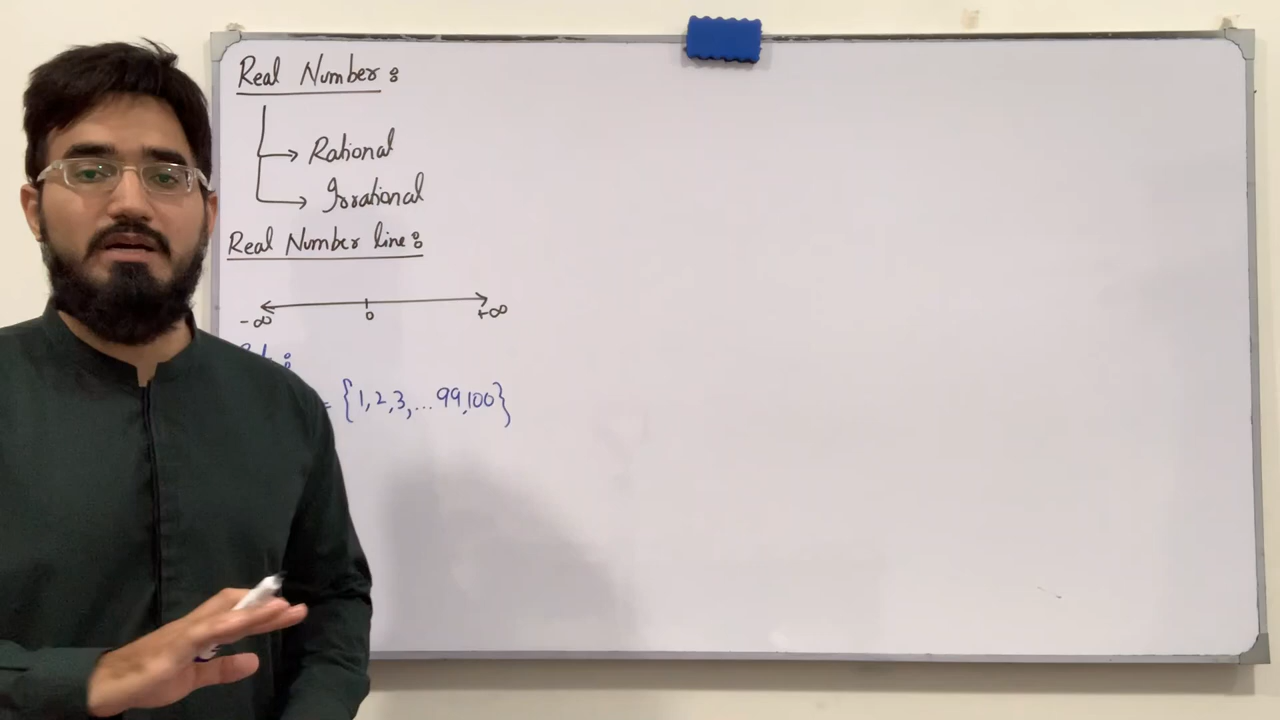 Real Number :
Rational
Irrational
Real Number line :
-∞ 0 +∞
= {1, 2, 3, ... 99, 100}